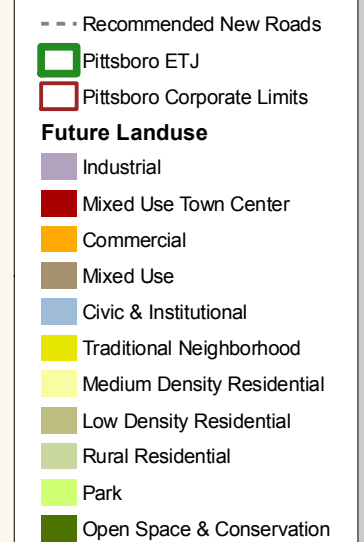 Recommended New Roads
Pittsboro ETJ
Pittsboro Corporate Limits
Future Landuse
Industrial
Mixed Use Town Center
Commercial
Mixed Use
Civic & Institutional
Traditional Neighborhood
Medium Density Residential
Low Density Residential
Rural Residential
Park
Open Space & Conservation